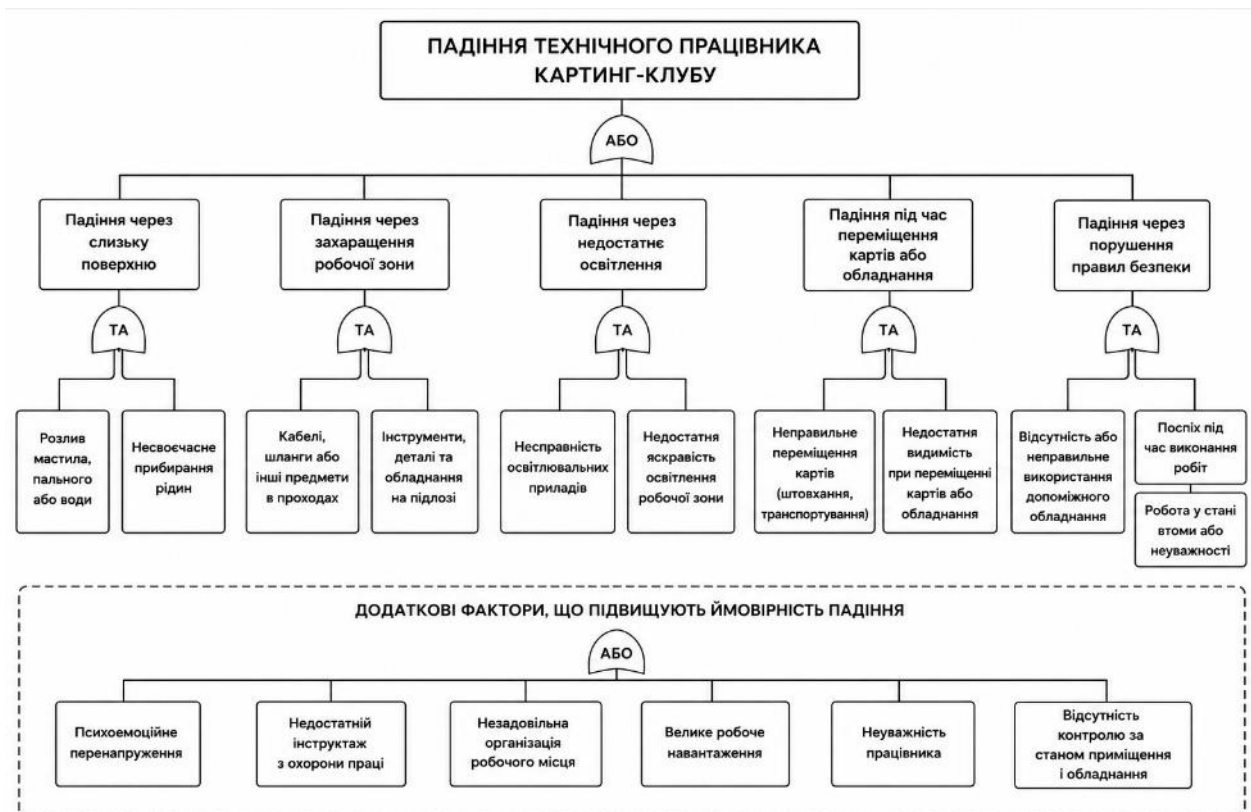 ПАДІННЯ ТЕХНІЧНОГО ПРАЦІВНИКА
КАРТИНГ-КЛУБУ
АБО
Падіння через
слизьку
поверхню
Падіння через
захаращення
робочої зони
Падіння через
недостатнє
освітлення
Падіння під час
переміщення
картів або
обладнання
Падіння через
порушення
правил безпеки
ТА
ТА
ТА
ТА
ТА
Розлив
мастила,
пального
або води
Несвоєчасне
прибирання
рідин
Кабелі,
шланги або
інші предмети
в проходах
Інструменти,
деталі та
обладнання
на підлозі
Несправність
освітлювальних
приладів
Недостатня
яскравість
освітлення
робочої зони
Неправильне
переміщення
картів
(штовхання,
транспортування)
Недостатня
видимість
при переміщенні
картів або
обладнання
Відсутність або
неправильне
використання
допоміжного
обладнання
Поспіх під
час виконання
робіт
Робота у стані
втоми або
неуважності
ДОДАТКОВІ ФАКТОРИ, ЩО ПІДВИЩУЮТЬ ЙМОВІРНІСТЬ ПАДІННЯ
АБО
Психоемоційне
перенапруження
Недостатній
інструктаж
з охорони праці
Незадовільна
організація
робочого місця
Велике робоче
навантаження
Неуважність
працівника
Відсутність
контролю за
станом приміщення
і обладнання